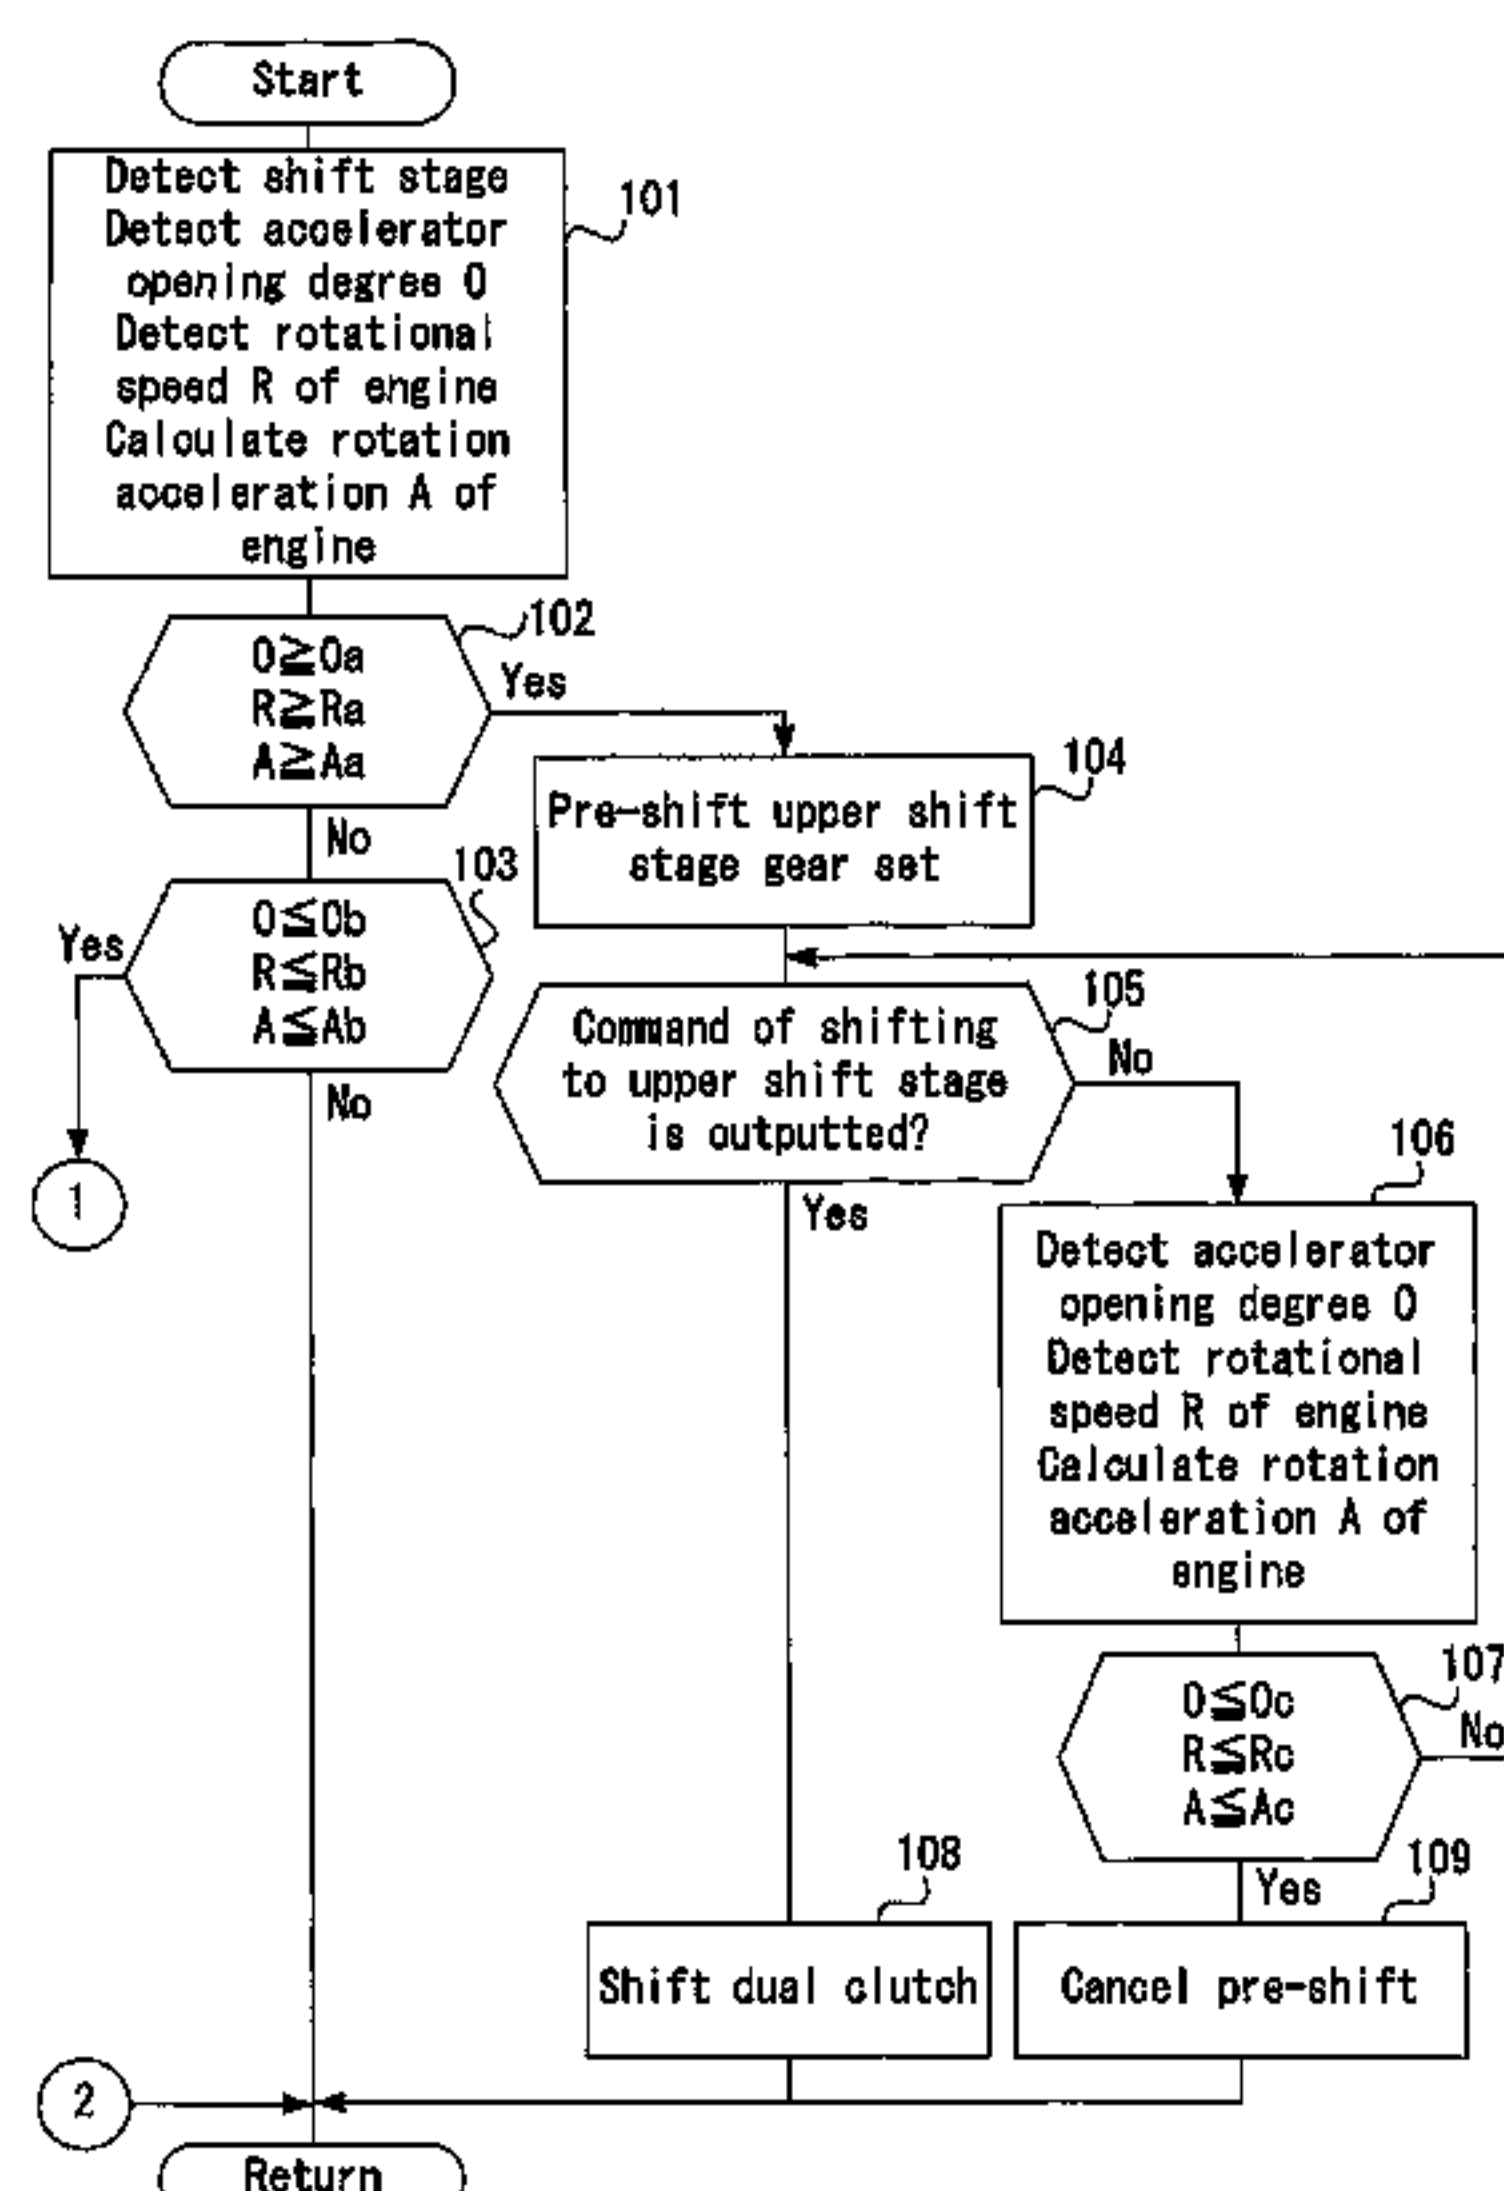 Start
Detect shift stage
Detect accelerator
opening degree O
Detect rotational
speed R of engine
Calculate rotation
acceleration A of
engine
101
102
O≧Oa
R≧Ra
A≧Aa
Yes
No
103
O≦Ob
R≦Rb
A≦Ab
Yes
No
1
104
Pre-shift upper shift
stage gear set
105
Command of shifting
to upper shift stage
is outputted?
No
Yes
106
Detect accelerator
opening degree O
Detect rotational
speed R of engine
Calculate rotation
acceleration A of
engine
107
O≦Oc
R≦Rc
A≦Ac
No
Yes
108
Shift dual clutch
109
Cancel pre-shift
2
Return